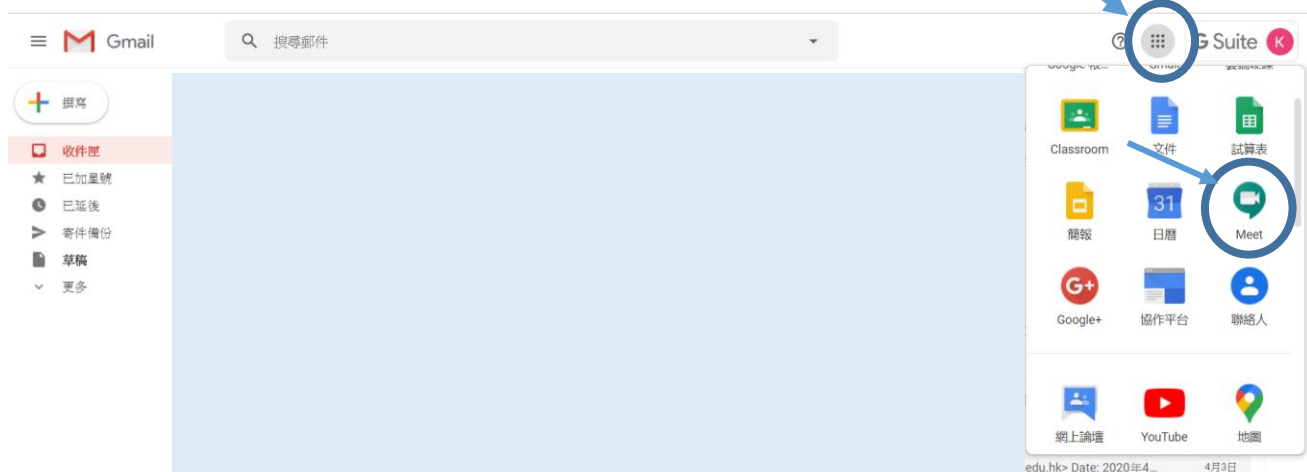 Gmail
搜尋郵件
G Suite K
撰寫
收件匣
已加星號
已延後
寄件備份
草稿
更多
Classroom 文件 試算表
31
簡報 日曆 Meet
G+
Google+ 協作平台 聯絡人
網上論壇 YouTube 地圖
edu.hk> Date: 2020年4... 4月3日